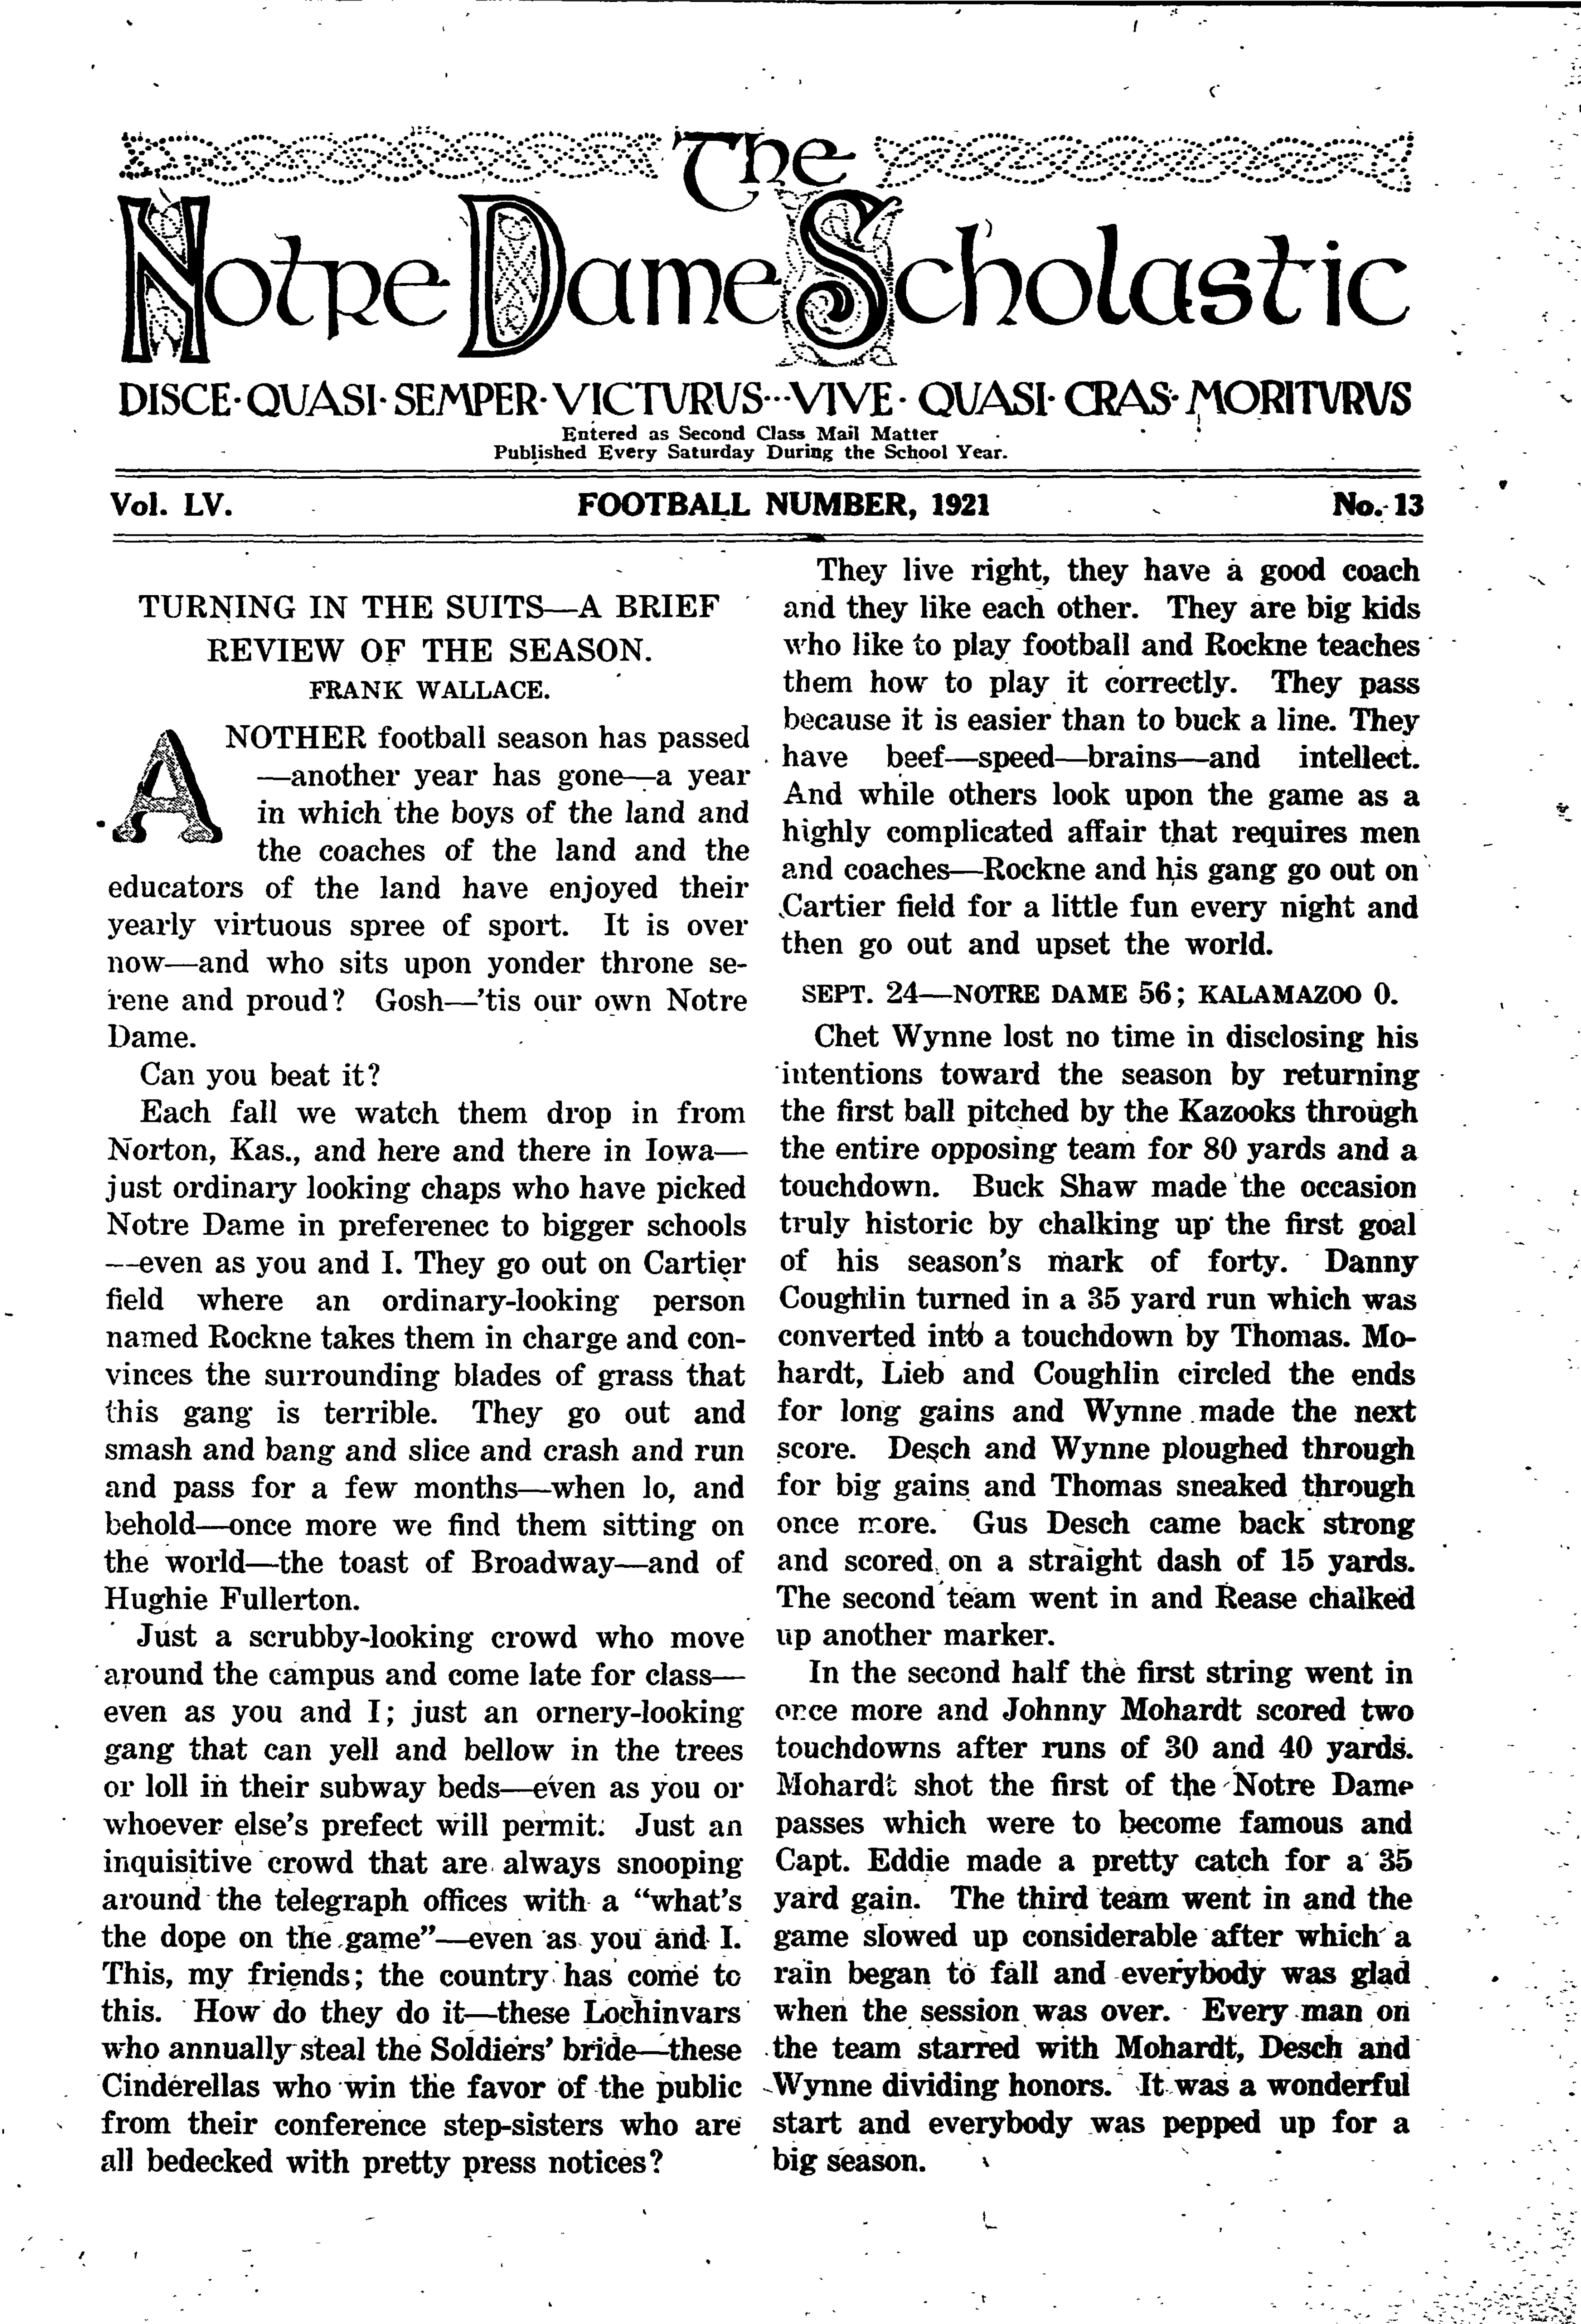 The
Notre Dame Scholastic
DISCE·QUASI·SEMPER·VICTURUS···VIVE·QUASI·CRAS·MORITVRVS
Entered as Second Class Mail Matter
Published Every Saturday During the School Year.
Vol. LV. FOOTBALL NUMBER, 1921 No. 13
TURNING IN THE SUITS—A BRIEF
REVIEW OF THE SEASON.
FRANK WALLACE.
ANOTHER football season has passed
—another year has gone—a year
in which the boys of the land and
the coaches of the land and the
educators of the land have enjoyed their
yearly virtuous spree of sport. It is over
now—and who sits upon yonder throne se-
rene and proud? Gosh—'tis our own Notre
Dame.
Can you beat it?
Each fall we watch them drop in from
Norton, Kas., and here and there in Iowa—
just ordinary looking chaps who have picked
Notre Dame in preferenec to bigger schools
—even as you and I. They go out on Cartier
field where an ordinary-looking person
named Rockne takes them in charge and con-
vinces the surrounding blades of grass that
this gang is terrible. They go out and
smash and bang and slice and crash and run
and pass for a few months—when lo, and
behold—once more we find them sitting on
the world—the toast of Broadway—and of
Hughie Fullerton.
Just a scrubby-looking crowd who move
around the campus and come late for class—
even as you and I; just an ornery-looking
gang that can yell and bellow in the trees
or loll in their subway beds—even as you or
whoever else's prefect will permit. Just an
inquisitive crowd that are always snooping
around the telegraph offices with a "what's
the dope on the game"—even as you and I.
This, my friends; the country has come to
this. How do they do it—these Lochinvars
who annually steal the Soldiers' bride—these
Cinderellas who win the favor of the public
from their conference step-sisters who are
all bedecked with pretty press notices?
They live right, they have a good coach
and they like each other. They are big kids
who like to play football and Rockne teaches
them how to play it correctly. They pass
because it is easier than to buck a line. They
have beef—speed—brains—and intellect.
And while others look upon the game as a
highly complicated affair that requires men
and coaches—Rockne and his gang go out on
Cartier field for a little fun every night and
then go out and upset the world.
SEPT. 24—NOTRE DAME 56; KALAMAZOO 0.
Chet Wynne lost no time in disclosing his
intentions toward the season by returning
the first ball pitched by the Kazooks through
the entire opposing team for 80 yards and a
touchdown. Buck Shaw made the occasion
truly historic by chalking up the first goal
of his season's mark of forty. Danny
Coughlin turned in a 35 yard run which was
converted into a touchdown by Thomas. Mo-
hardt, Lieb and Coughlin circled the ends
for long gains and Wynne made the next
score. Desch and Wynne ploughed through
for big gains and Thomas sneaked through
once more. Gus Desch came back strong
and scored on a straight dash of 15 yards.
The second team went in and Rease chalked
up another marker.
In the second half the first string went in
once more and Johnny Mohardt scored two
touchdowns after runs of 30 and 40 yards.
Mohardt shot the first of the Notre Dame
passes which were to become famous and
Capt. Eddie made a pretty catch for a 35
yard gain. The third team went in and the
game slowed up considerable after which a
rain began to fall and everybody was glad
when the session was over. Every man on
the team starred with Mohardt, Desch and
Wynne dividing honors. It was a wonderful
start and everybody was pepped up for a
big season.